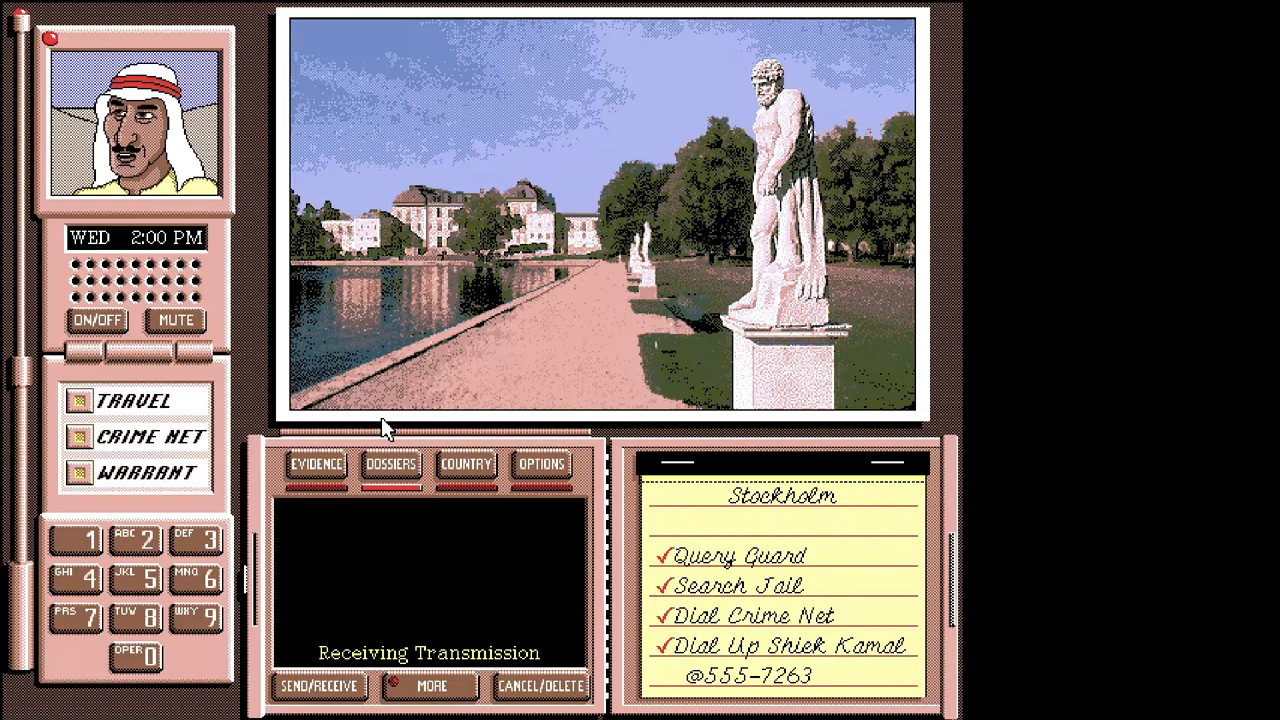 WED 2:00 PM
ON/OFF MUTE
TRAVEL
CRIME NET
WARRANT
1 ABC 2 DEF 3
GHI 4 JKL 5 MNO 6
PRS 7 TUV 8 WXY 9
OPER 0
EVIDENCE DOSSIERS COUNTRY OPTIONS
Receiving Transmission
SEND/RECEIVE MORE CANCEL/DELETE
Stockholm
Query Guard
Search Jail
Dial Crime Net
Dial Up Shiek Kamal
@555-7263